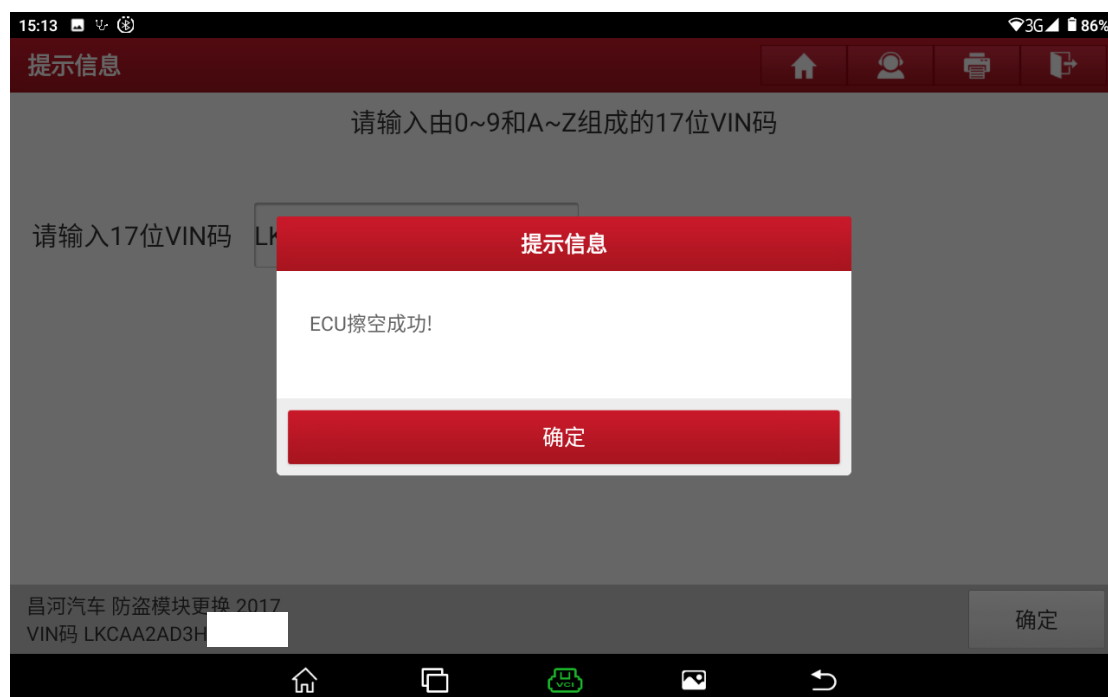 15:13
3G 86%
提示信息
请输入由0~9和A~Z组成的17位VIN码
请输入17位VIN码 LK
提示信息
ECU擦空成功!
确定
昌河汽车 防盗模块更换 2017
VIN码 LKCAA2AD3H
确定
VCI